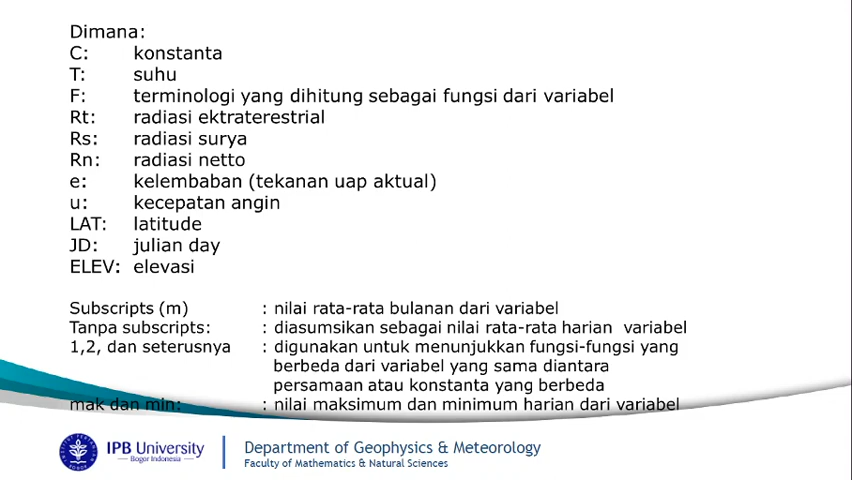 Dimana:
C: konstanta
T: suhu
F: terminologi yang dihitung sebagai fungsi dari variabel
Rt: radiasi ektraterestrial
Rs: radiasi surya
Rn: radiasi netto
e: kelembaban (tekanan uap aktual)
u: kecepatan angin
LAT: latitude
JD: julian day
ELEV: elevasi
Subscripts (m) : nilai rata-rata bulanan dari variabel
Tanpa subscripts: : diasumsikan sebagai nilai rata-rata harian variabel
1,2, dan seterusnya : digunakan untuk menunjukkan fungsi-fungsi yang
berbeda dari variabel yang sama diantara
persamaan atau konstanta yang berbeda
mak dan min: : nilai maksimum dan minimum harian dari variabel
IPB University
Bogor Indonesia
Department of Geophysics & Meteorology
Faculty of Mathematics & Natural Sciences